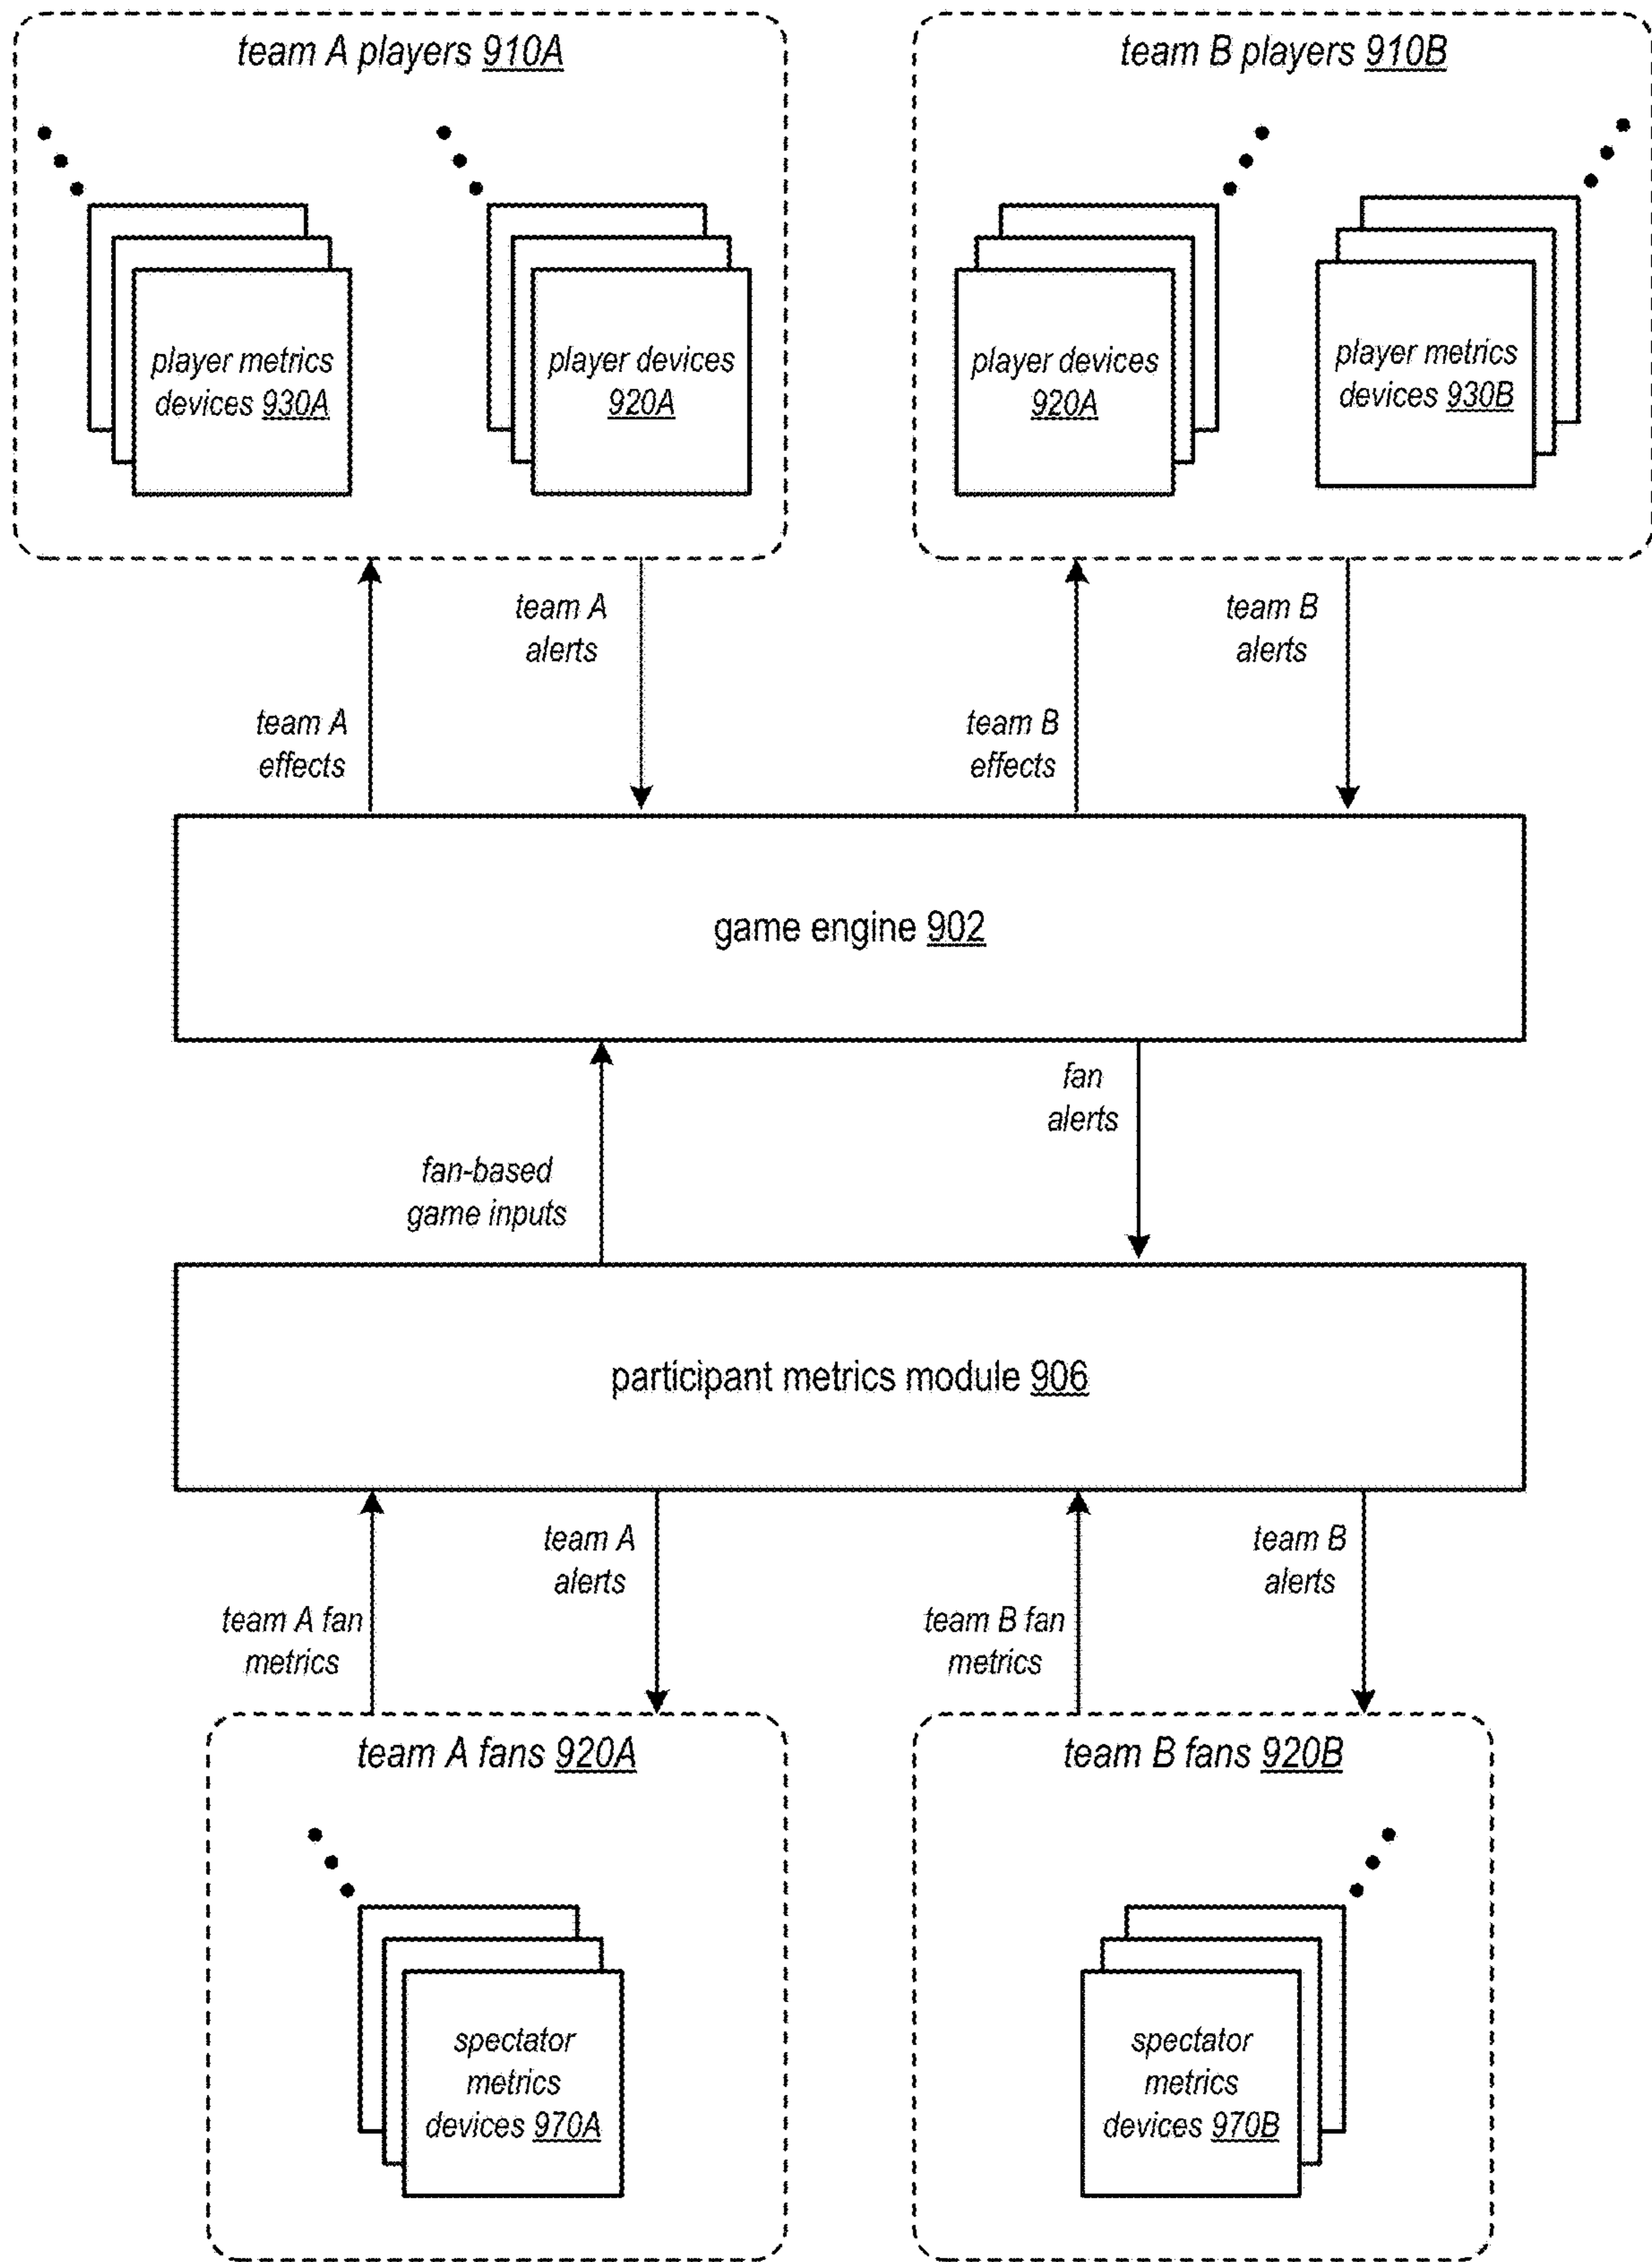 team A players 910A
team B players 910B
player metrics
devices 930A
player devices
920A
player devices
920A
player metrics
devices 930B
team A
alerts
team B
alerts
team A
effects
team B
effects
game engine 902
fan
alerts
fan-based
game inputs
participant metrics module 906
team A
alerts
team B
alerts
team A fan
metrics
team B fan
metrics
team A fans 920A
team B fans 920B
spectator
metrics
devices 970A
spectator
metrics
devices 970B